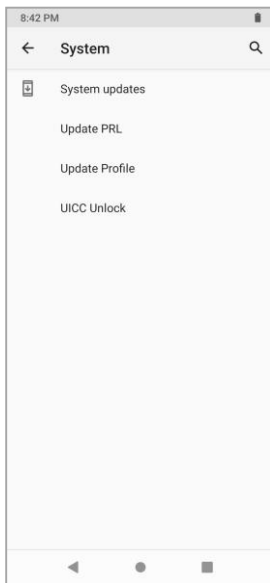 8:42 PM
System
System updates
Update PRL
Update Profile
UICC Unlock